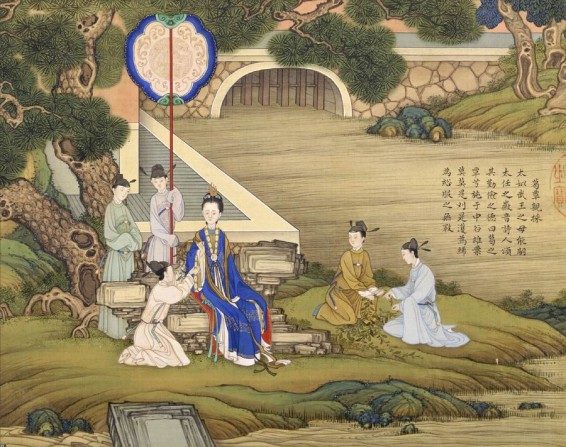 葛覃親採
太姒武王之母能嗣
太任之徽音詩人頌
其勤儉之德曰葛之
覃兮施于中谷維葉
莫莫是刈是濩為絺
為綌服之無斁